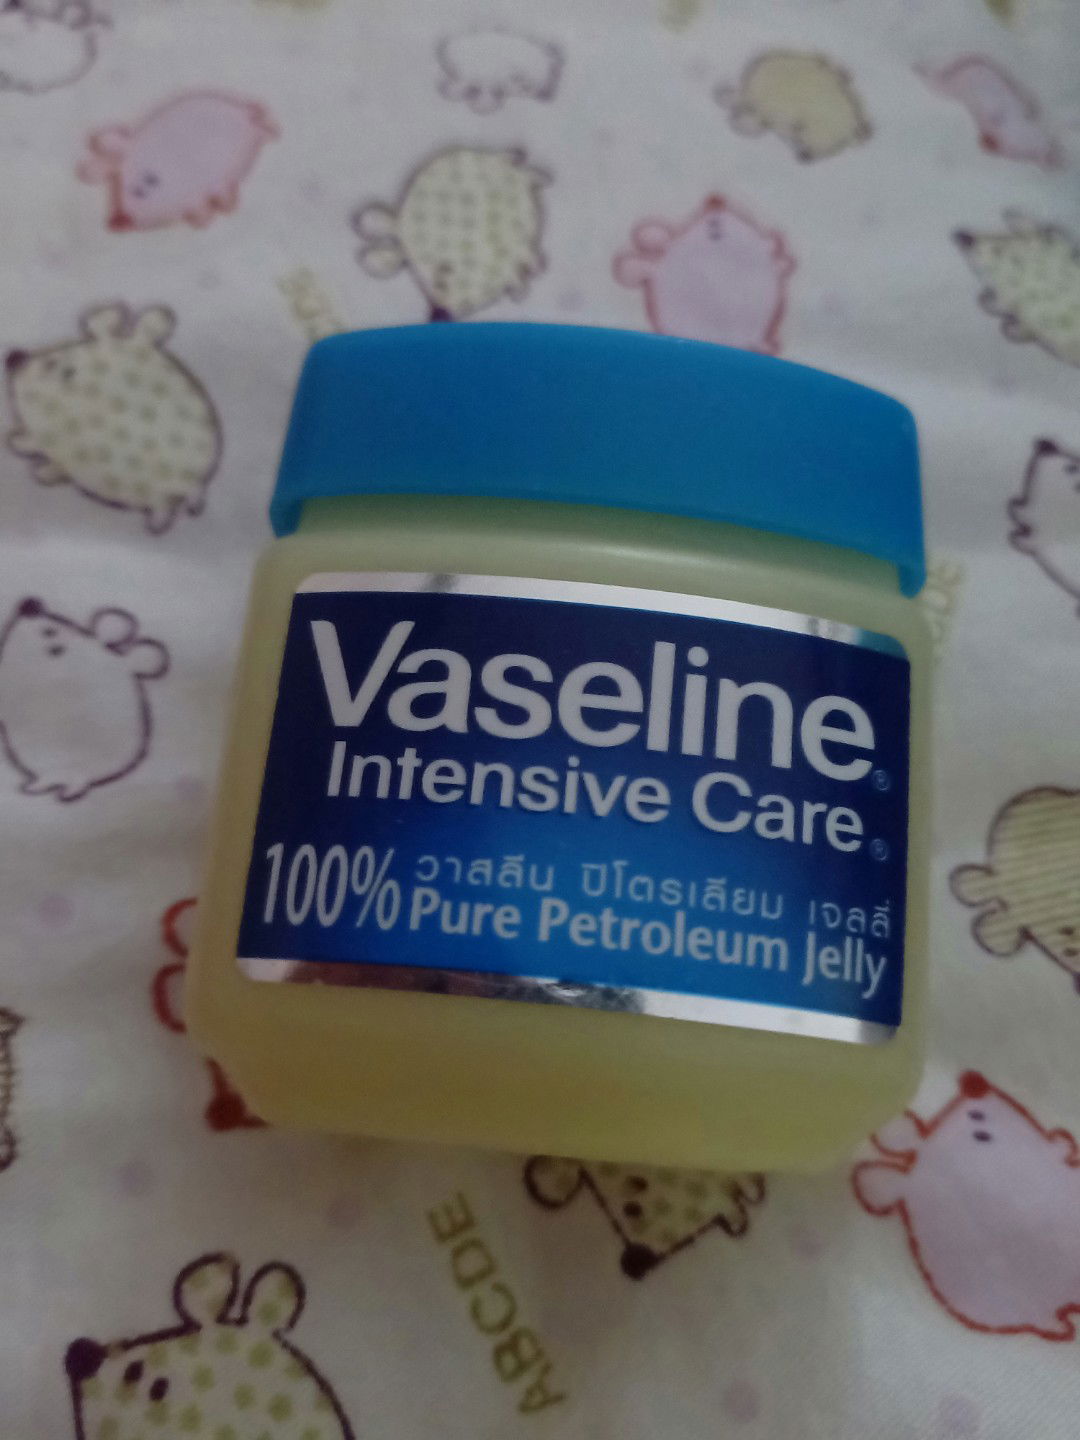 Vaseline®
Intensive Care®
100% วาสลีน ปิโตรเลียม เจลลี่
Pure Petroleum Jelly
ABCDE